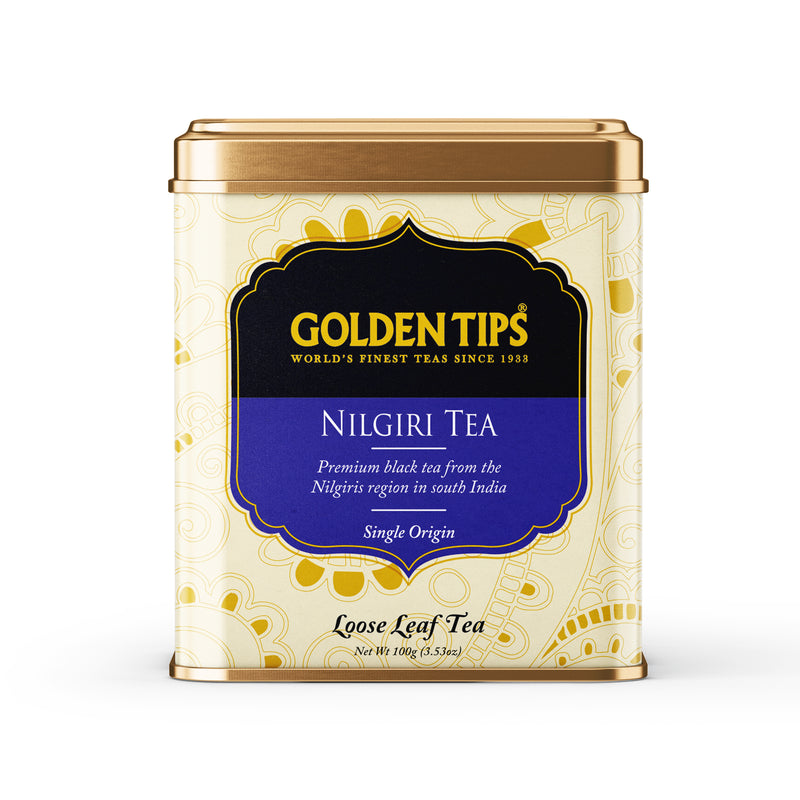 GOLDEN TIPS®
WORLD'S FINEST TEAS SINCE 1933
NILGIRI TEA
Premium black tea from the
Nilgiris region in south India
Single Origin
Loose Leaf Tea
Net Wt 100g (3.53oz)